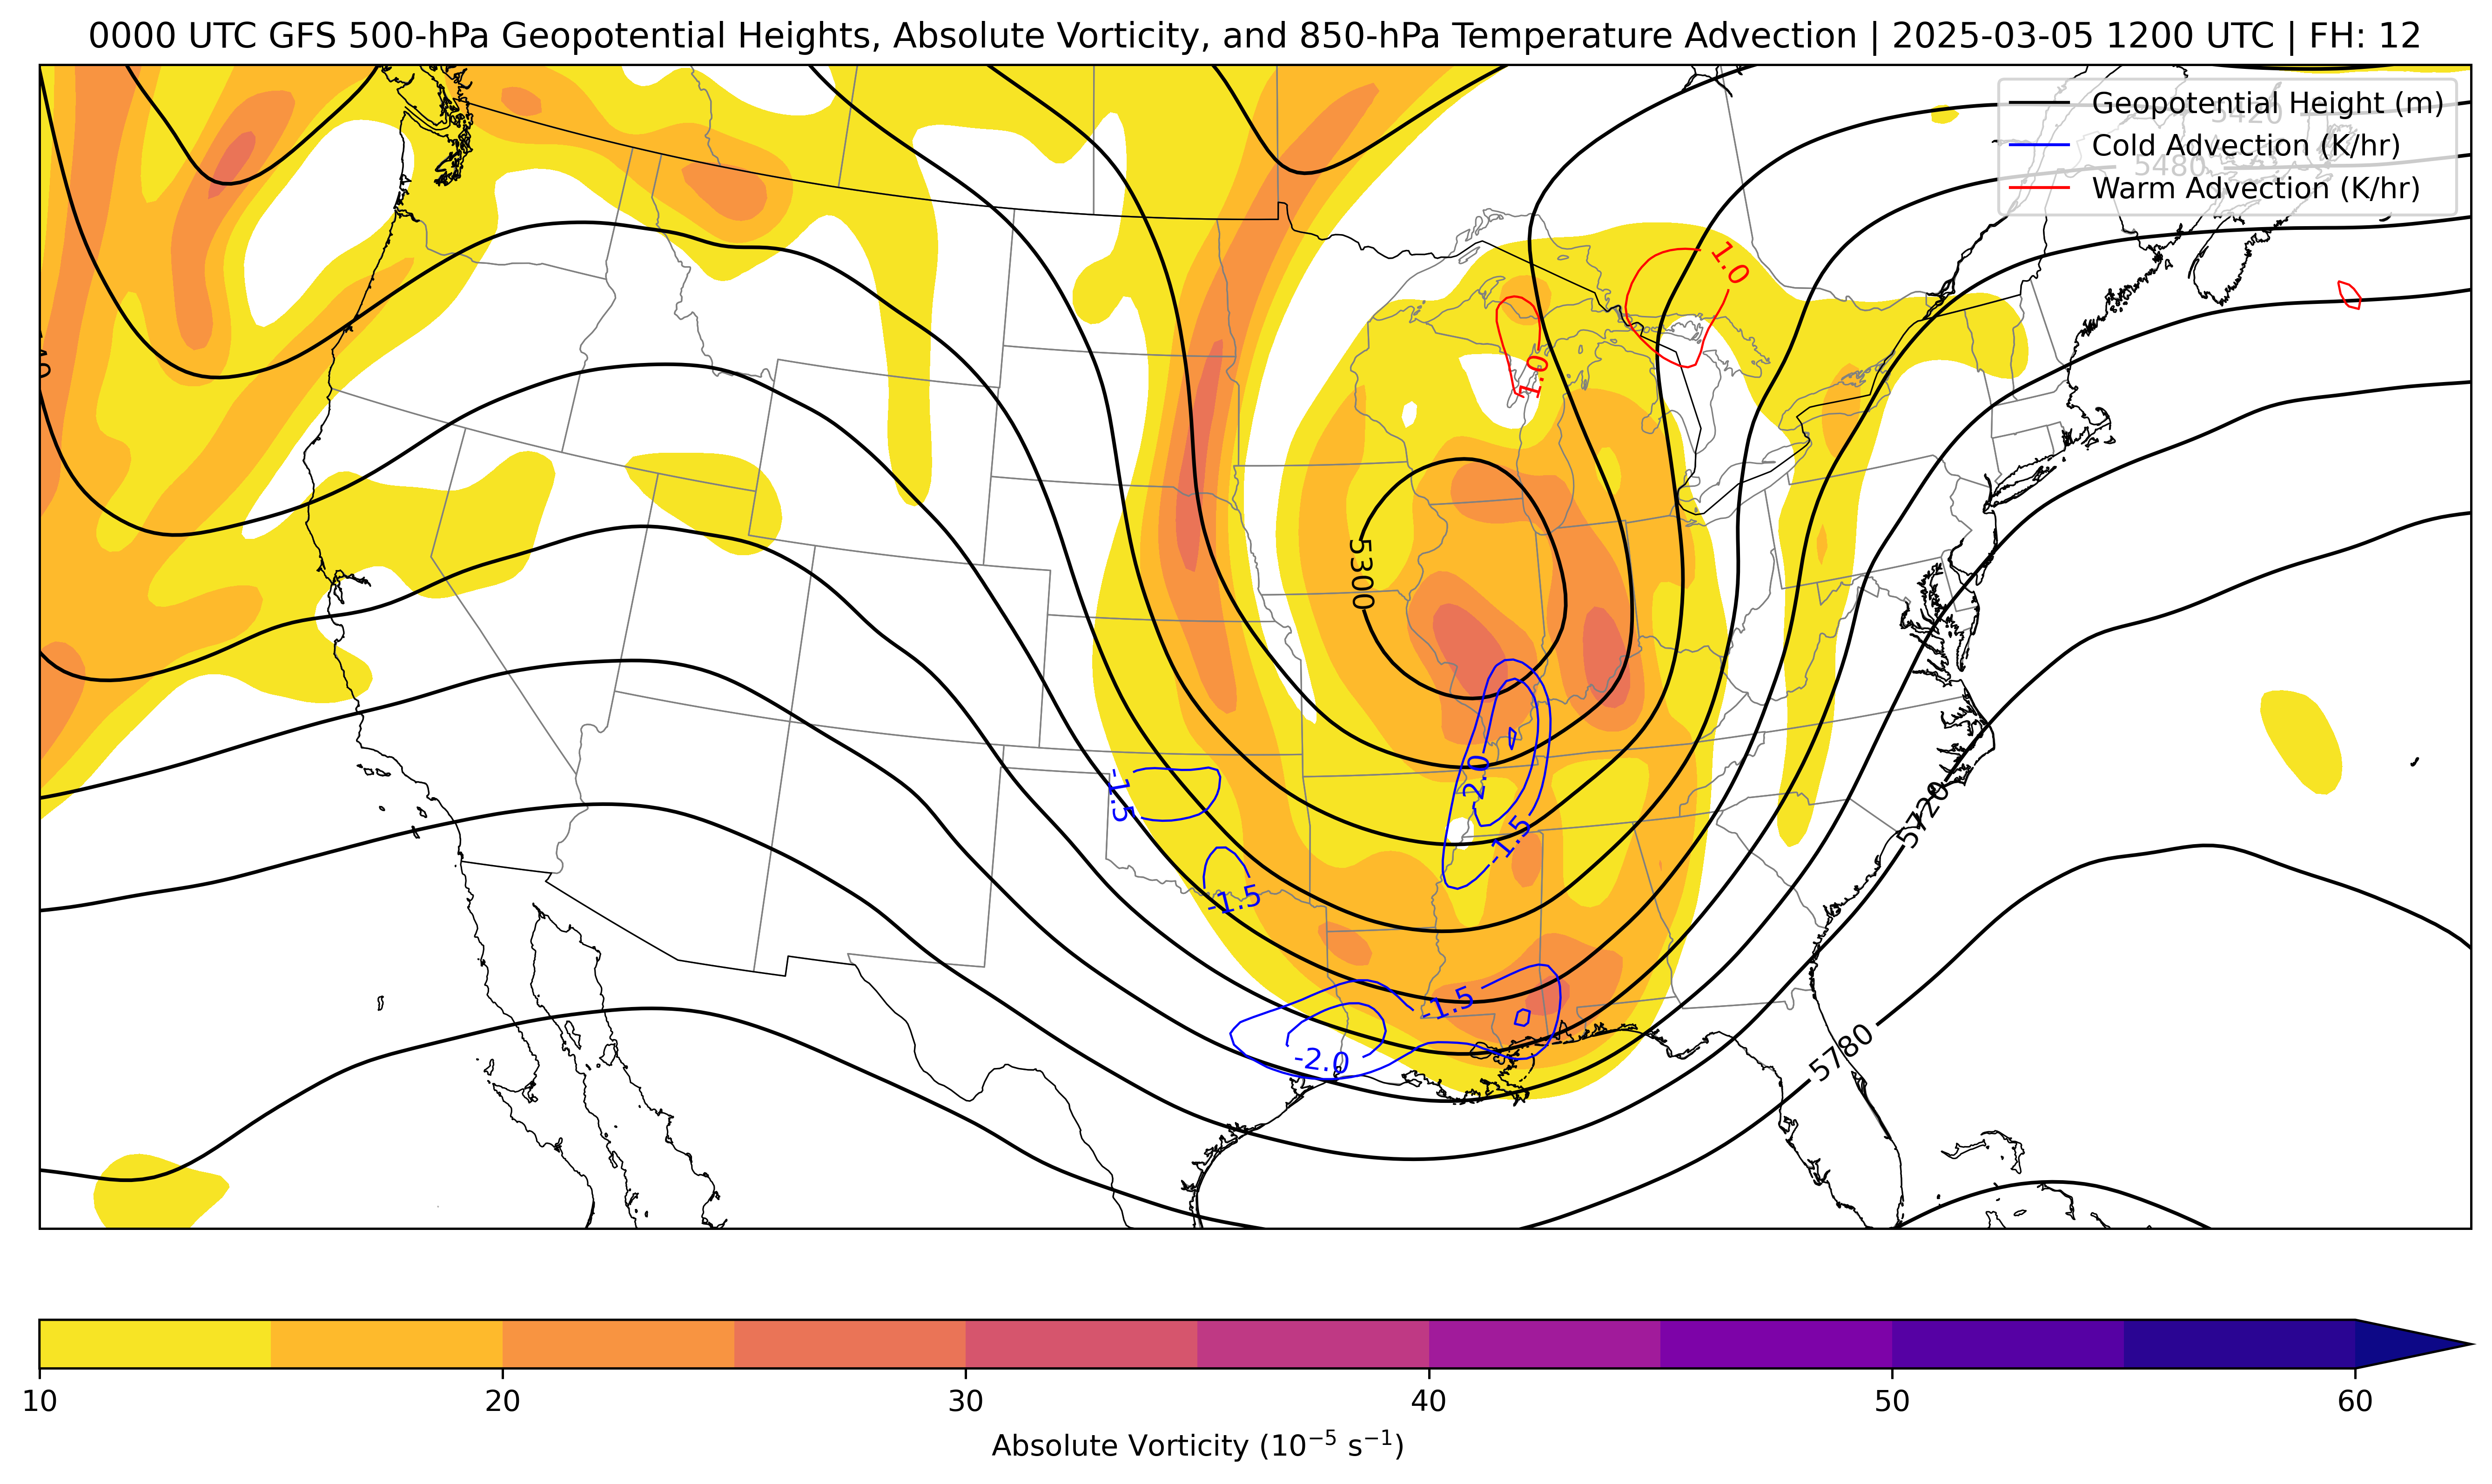 0000 UTC GFS 500-hPa Geopotential Heights, Absolute Vorticity, and 850-hPa Temperature Advection | 2025-03-05 1200 UTC | FH: 12
Geopotential Height (m)
Cold Advection (K/hr)
Warm Advection (K/hr)
5420
5480
1.0
1.0
5300
-2.0
-1.5
-1.5
-1.5
5720
-1.5
-2.0
5780
10 20 30 40 50 60
Absolute Vorticity (10⁻⁵ s⁻¹)